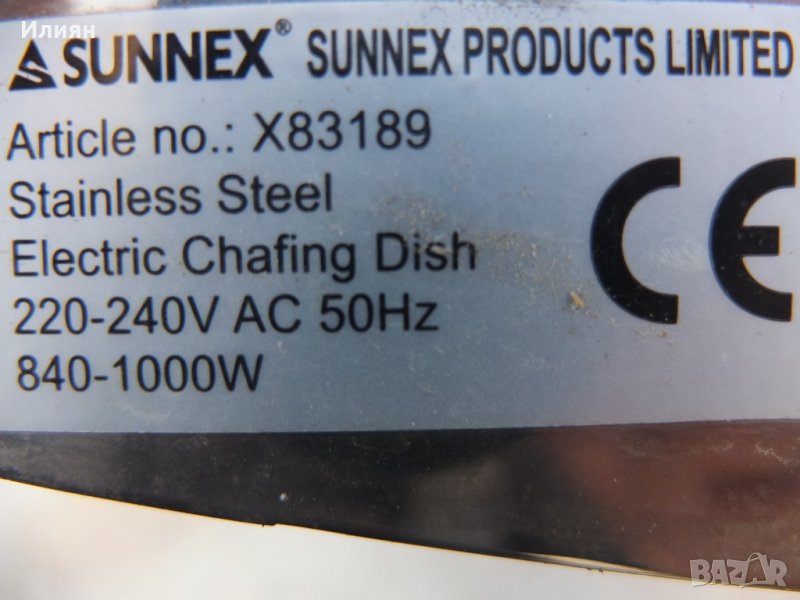 Илиян
SUNNEX® SUNNEX PRODUCTS LIMITED
Article no.: X83189
Stainless Steel
Electric Chafing Dish
220-240V AC 50Hz
840-1000W
CE
BAZAR